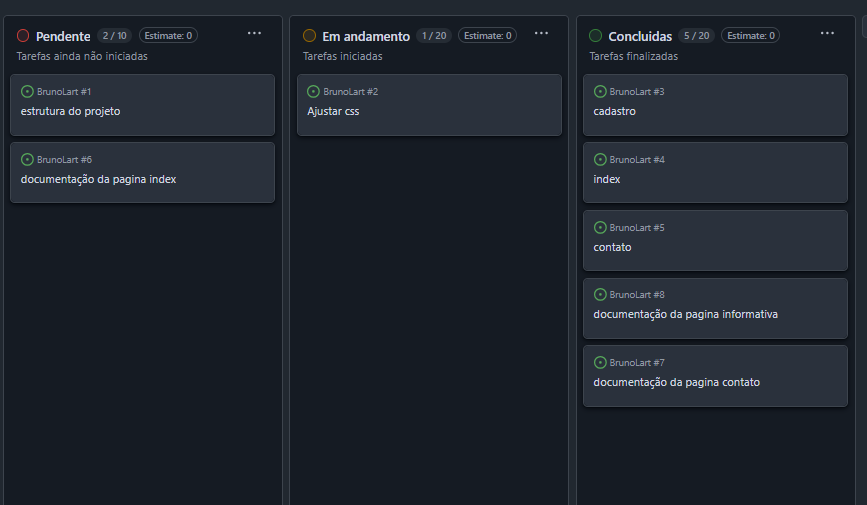 Pendente 2 / 10 Estimate: 0 ...
Tarefas ainda não iniciadas
BrunoLart #1
estrutura do projeto
BrunoLart #6
documentação da pagina index
Em andamento 1 / 20 Estimate: 0 ...
Tarefas iniciadas
BrunoLart #2
Ajustar css
Concluidas 5 / 20 Estimate: 0 ...
Tarefas finalizadas
BrunoLart #3
cadastro
BrunoLart #4
index
BrunoLart #5
contato
BrunoLart #8
documentação da pagina informativa
BrunoLart #7
documentação da pagina contato